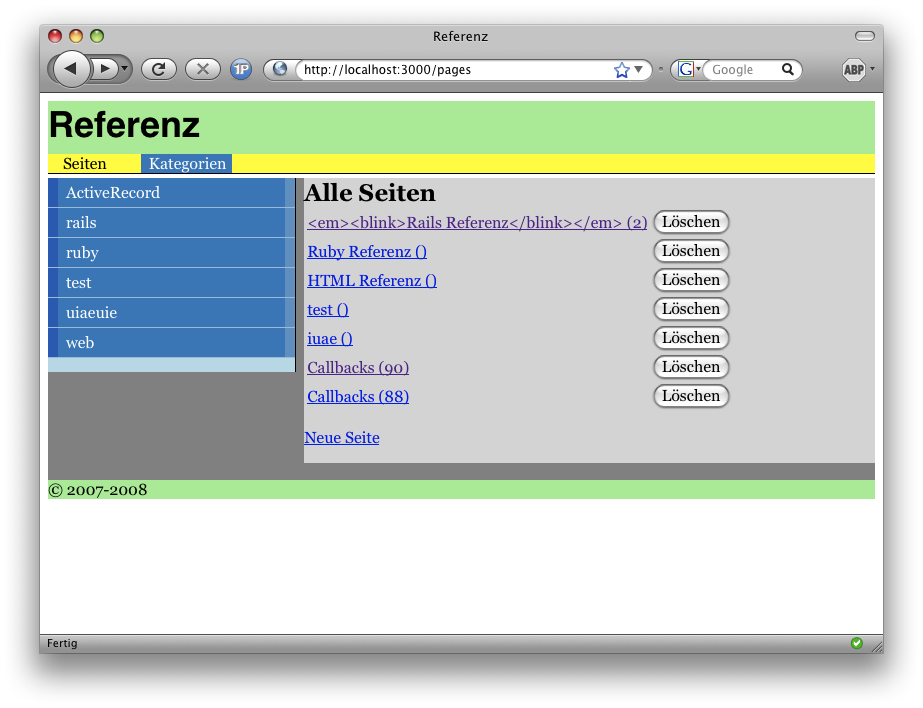 Referenz
1P
http://localhost:3000/pages
G
Google
ABP
Referenz
Seiten Kategorien
ActiveRecord
rails
ruby
test
uiaeuie
web
Alle Seiten
<em><blink>Rails Referenz</blink></em> (2) Löschen
Ruby Referenz () Löschen
HTML Referenz () Löschen
test () Löschen
iuae () Löschen
Callbacks (90) Löschen
Callbacks (88) Löschen
Neue Seite
© 2007-2008
Fertig